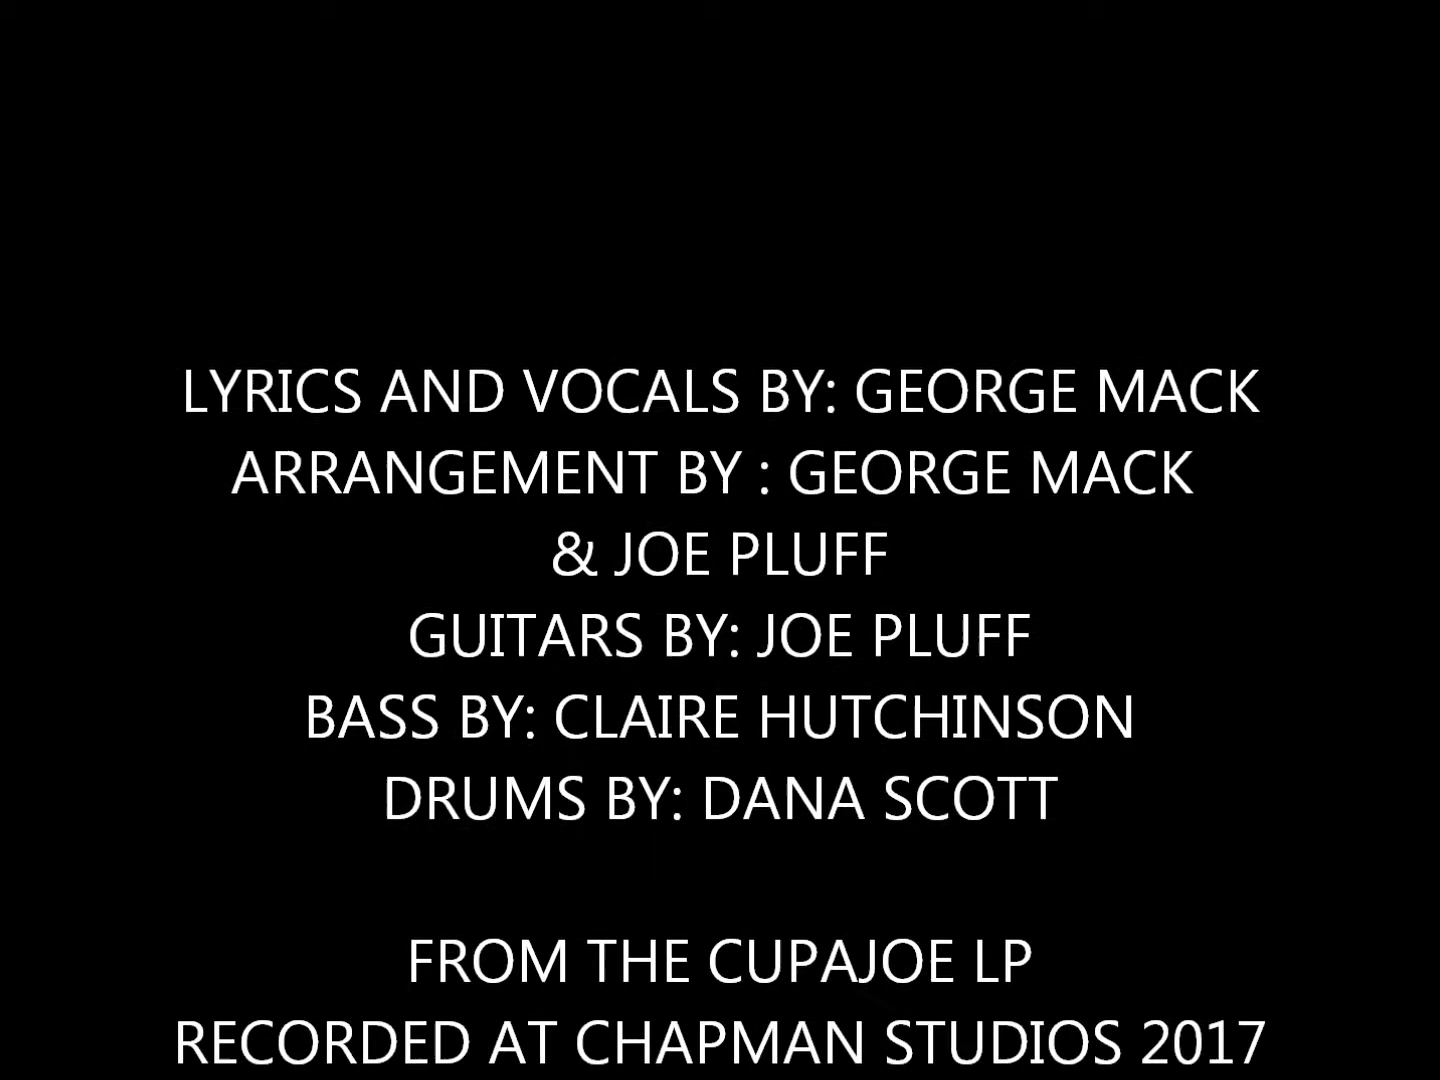 LYRICS AND VOCALS BY: GEORGE MACK
ARRANGEMENT BY : GEORGE MACK
& JOE PLUFF
GUITARS BY: JOE PLUFF
BASS BY: CLAIRE HUTCHINSON
DRUMS BY: DANA SCOTT
FROM THE CUPAJOE LP
RECORDED AT CHAPMAN STUDIOS 2017